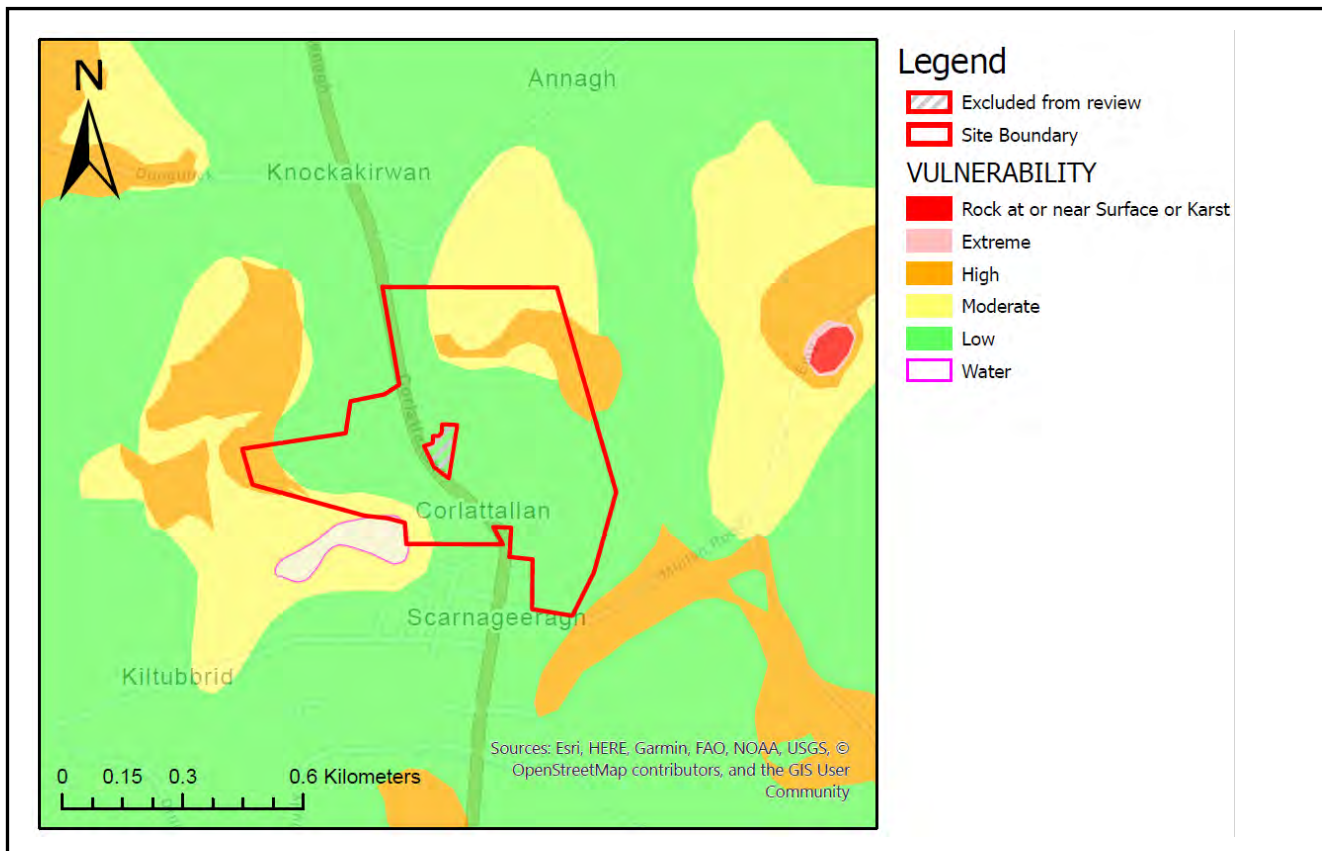 N
Annagh
Knockakirwan
Corlattallan
Scarnageeragh
Kiltubbrid
Sources: Esri, HERE, Garmin, FAO, NOAA, USGS, ©
OpenStreetMap contributors, and the GIS User
Community
0 0.15 0.3 0.6 Kilometers
Legend
Excluded from review
Site Boundary
VULNERABILITY
Rock at or near Surface or Karst
Extreme
High
Moderate
Low
Water